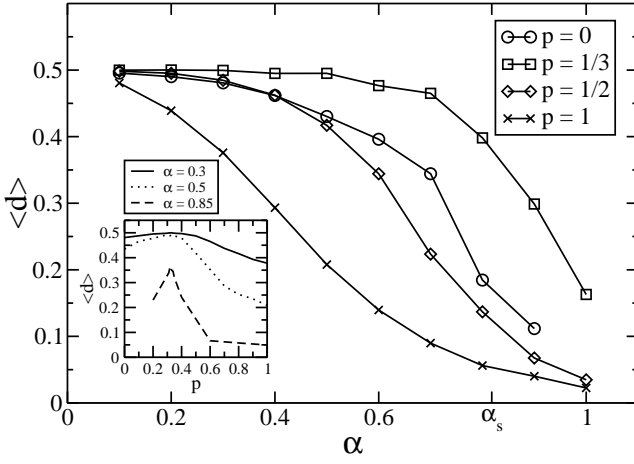 p = 0
p = 1/3
p = 1/2
p = 1
0.5
0.4
0.3
0.2
0.1
0
<d>
α = 0.3
α = 0.5
α = 0.85
0.5
0.4
0.3
0.2
0.1
0
<d>
0 0.2 0.4 0.6 0.8 1
p
0 0.2 0.4 0.6 αs 1
α